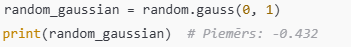 random_gaussian = random.gauss(0, 1)
print(random_gaussian)  # Piemērs: -0.432